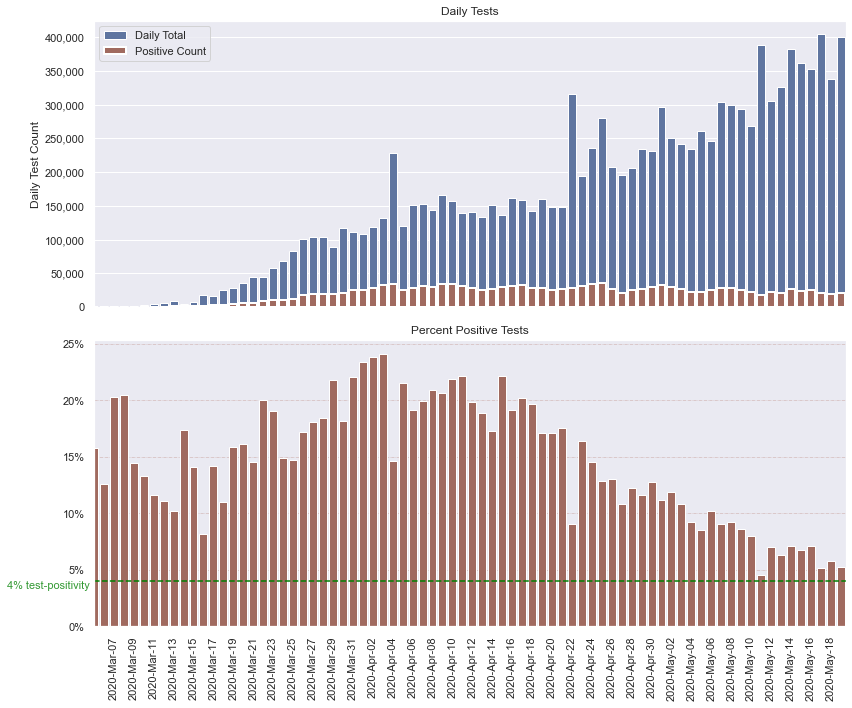 Daily Tests
Daily Total
Positive Count
400,000
350,000
300,000
250,000
200,000
150,000
100,000
50,000
0
Daily Test Count
Percent Positive Tests
25%
20%
15%
10%
5%
4% test-positivity
0%
2020-Mar-07
2020-Mar-09
2020-Mar-11
2020-Mar-13
2020-Mar-15
2020-Mar-17
2020-Mar-19
2020-Mar-21
2020-Mar-23
2020-Mar-25
2020-Mar-27
2020-Mar-29
2020-Mar-31
2020-Apr-02
2020-Apr-04
2020-Apr-06
2020-Apr-08
2020-Apr-10
2020-Apr-12
2020-Apr-14
2020-Apr-16
2020-Apr-18
2020-Apr-20
2020-Apr-22
2020-Apr-24
2020-Apr-26
2020-Apr-28
2020-Apr-30
2020-May-02
2020-May-04
2020-May-06
2020-May-08
2020-May-10
2020-May-12
2020-May-14
2020-May-16
2020-May-18